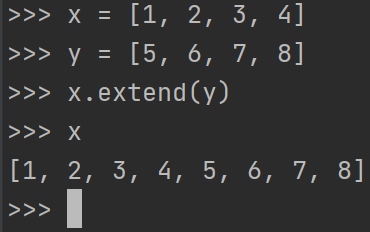 >>> x = [1, 2, 3, 4]
>>> y = [5, 6, 7, 8]
>>> x.extend(y)
>>> x
[1, 2, 3, 4, 5, 6, 7, 8]
>>>